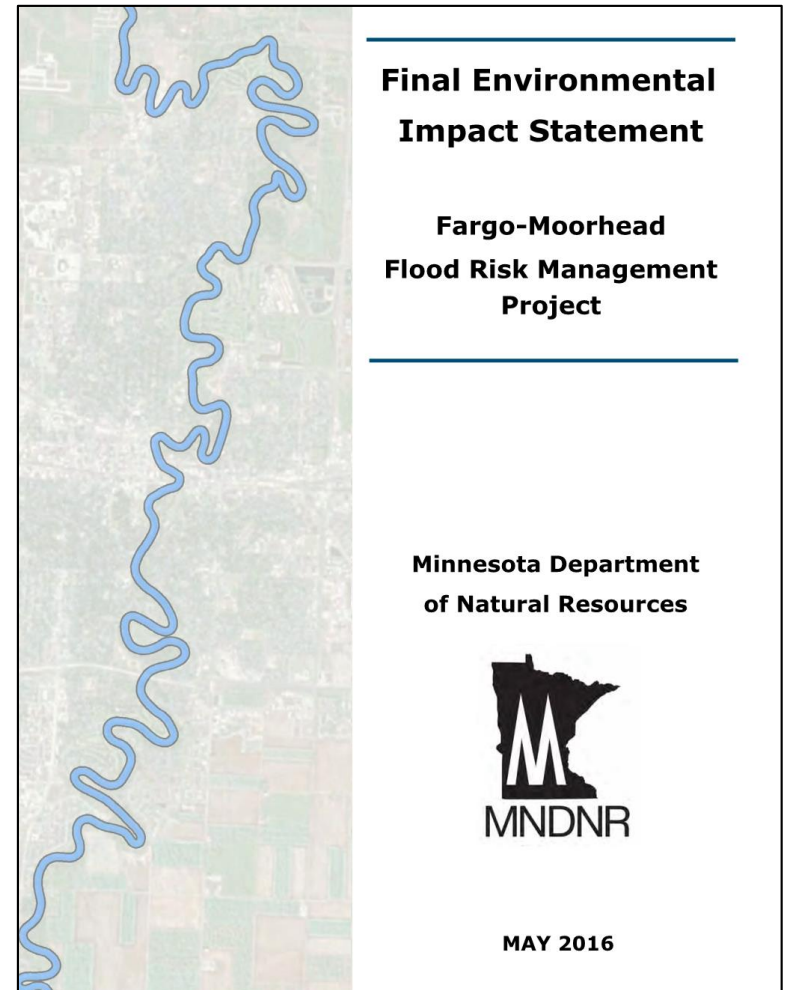 Final Environmental
Impact Statement
Fargo-Moorhead
Flood Risk Management
Project
Minnesota Department
of Natural Resources
M
MNDNR
MAY 2016